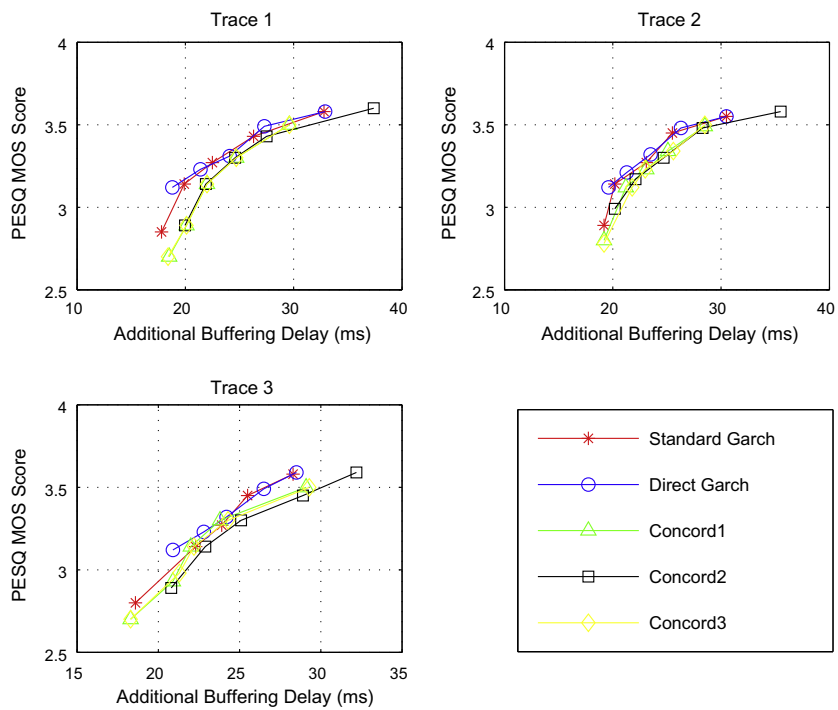 Trace 1
4
3.5
3
2.5
PESQ MOS Score
20
30
40
Additional Buffering Delay (ms)
Trace 2
4
3.5
3
2.5
PESQ MOS Score
10
20
30
40
Additional Buffering Delay (ms)
Trace 3
4
3.5
3
2.5
PESQ MOS Score
15
20
25
30
35
Additional Buffering Delay (ms)
Standard Garch
Direct Garch
Concord1
Concord2
Concord3